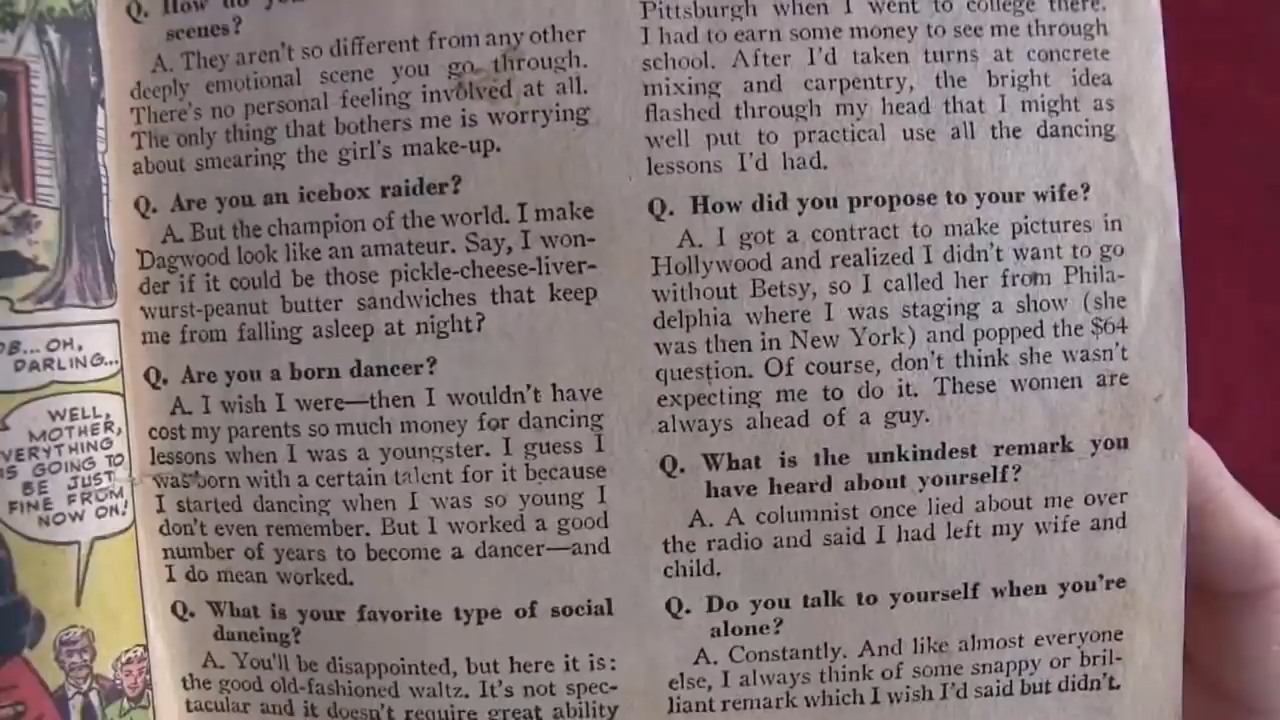 OB... OH,
DARLING...
WELL,
MOTHER,
VERYTHING
IS GOING TO
BE JUST
FINE FROM
NOW ON!
Q. How do
scenes?
A. They aren't so different from any other
deeply emotional scene you go through.
There's no personal feeling involved at all.
The only thing that bothers me is worrying
about smearing the girl's make-up.
Q. Are you an icebox raider?
A. But the champion of the world. I make
Dagwood look like an amateur. Say, I won-
der if it could be those pickle-cheese-liver-
wurst-peanut butter sandwiches that keep
me from falling asleep at night?
Q. Are you a born dancer?
A. I wish I were—then I wouldn't have
cost my parents so much money for dancing
lessons when I was a youngster. I guess I
was born with a certain talent for it because
I started dancing when I was so young I
don't even remember. But I worked a good
number of years to become a dancer—and
I do mean worked.
Q. What is your favorite type of social
dancing?
A. You'll be disappointed, but here it is:
the good old-fashioned waltz. It's not spec-
tacular and it doesn't require great ability
Pittsburgh when I went to college there.
I had to earn some money to see me through
school. After I'd taken turns at concrete
mixing and carpentry, the bright idea
flashed through my head that I might as
well put to practical use all the dancing
lessons I'd had.
Q. How did you propose to your wife?
A. I got a contract to make pictures in
Hollywood and realized I didn't want to go
without Betsy, so I called her from Phila-
delphia where I was staging a show (she
was then in New York) and popped the $64
question. Of course, don't think she wasn't
expecting me to do it. These women are
always ahead of a guy.
Q. What is the unkindest remark you
have heard about yourself?
A. A columnist once lied about me over
the radio and said I had left my wife and
child.
Q. Do you talk to yourself when you're
alone?
A. Constantly. And like almost everyone
else, I always think of some snappy or bril-
liant remark which I wish I'd said but didn't.